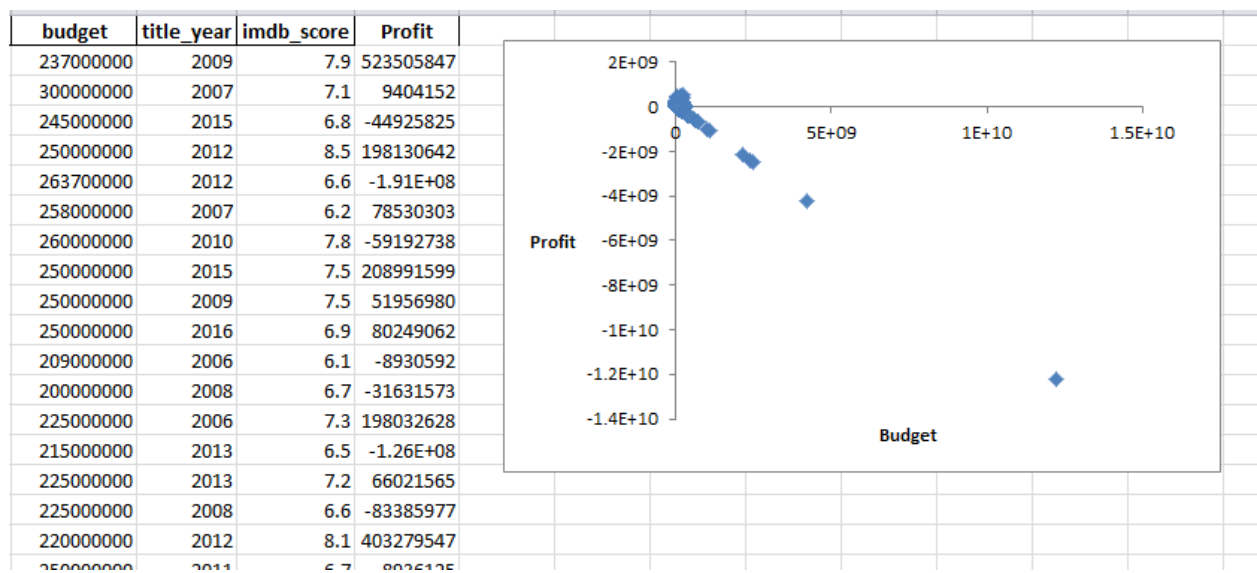 budget title_year imdb_score Profit
237000000 2009 7.9 523505847
300000000 2007 7.1 9404152
245000000 2015 6.8 -44925825
250000000 2012 8.5 198130642
263700000 2012 6.6 -1.91E+08
258000000 2007 6.2 78530303
260000000 2010 7.8 -59192738
250000000 2015 7.5 208991599
250000000 2009 7.5 51956980
250000000 2016 6.9 80249062
209000000 2006 6.1 -8930592
200000000 2008 6.7 -31631573
225000000 2006 7.3 198032628
215000000 2013 6.5 -1.26E+08
225000000 2013 7.2 66021565
225000000 2008 6.6 -83385977
220000000 2012 8.1 403279547
250000000 2011 6.7 8936125
2E+09
0
-2E+09
-4E+09
-6E+09
-8E+09
-1E+10
-1.2E+10
-1.4E+10
0 5E+09 1E+10 1.5E+10
Profit
Budget